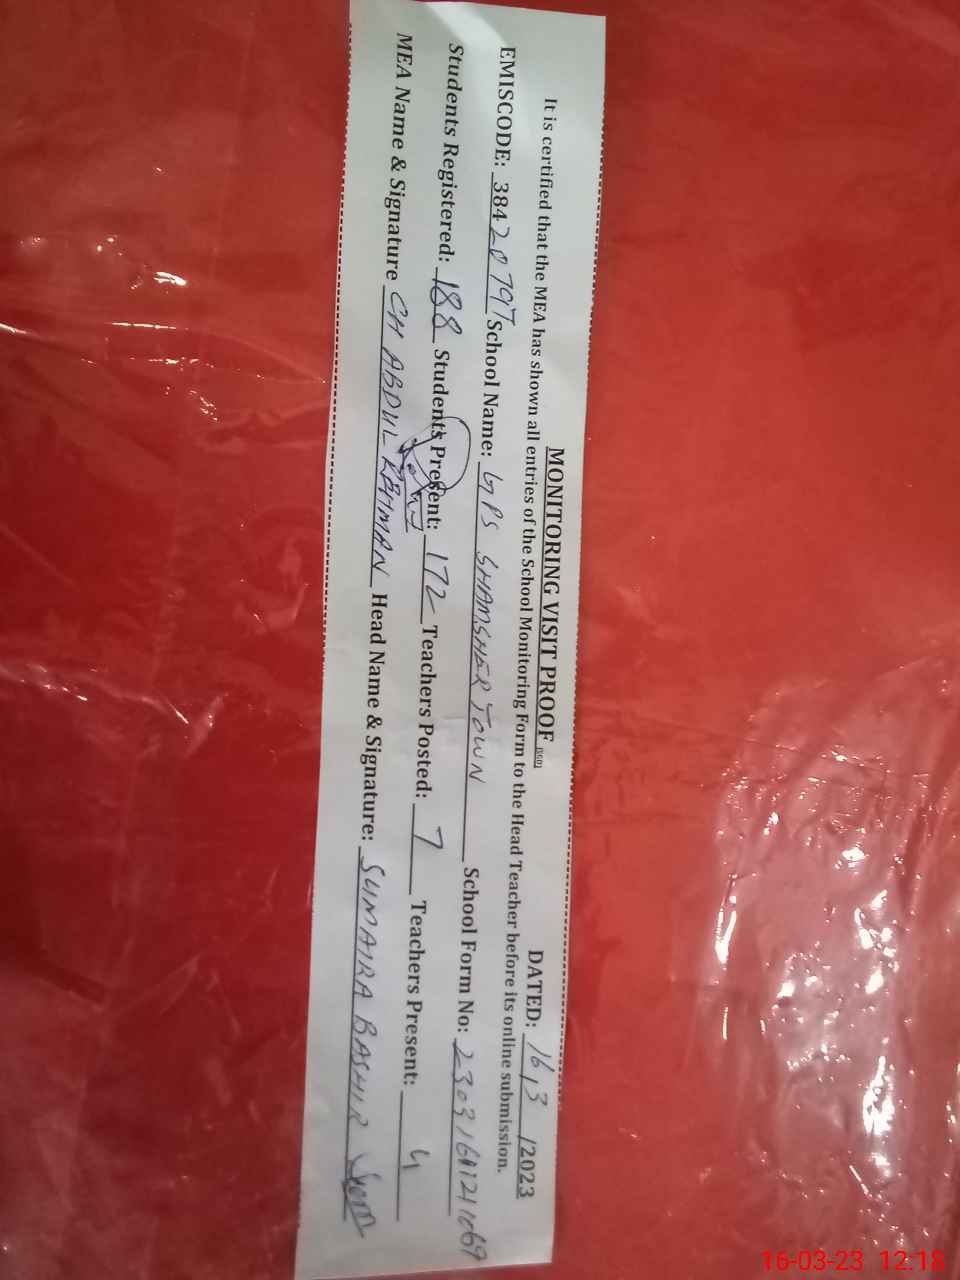 MONITORING VISIT PROOF DATED: 16/3/2023
It is certified that the MEA has shown all entries of the School Monitoring Form to the Head Teacher before its online submission.
EMISCODE: 38420797 School Name: GPS SHAMSHER TOWN School Form No:
Students Registered: 188 Students Present: 172 Teachers Posted: 7 Teachers Present: 4
MEA Name & Signature CH ABDUL REHMAN Head Name & Signature: SUMAIRA BASHIR
16-03-23 12:18